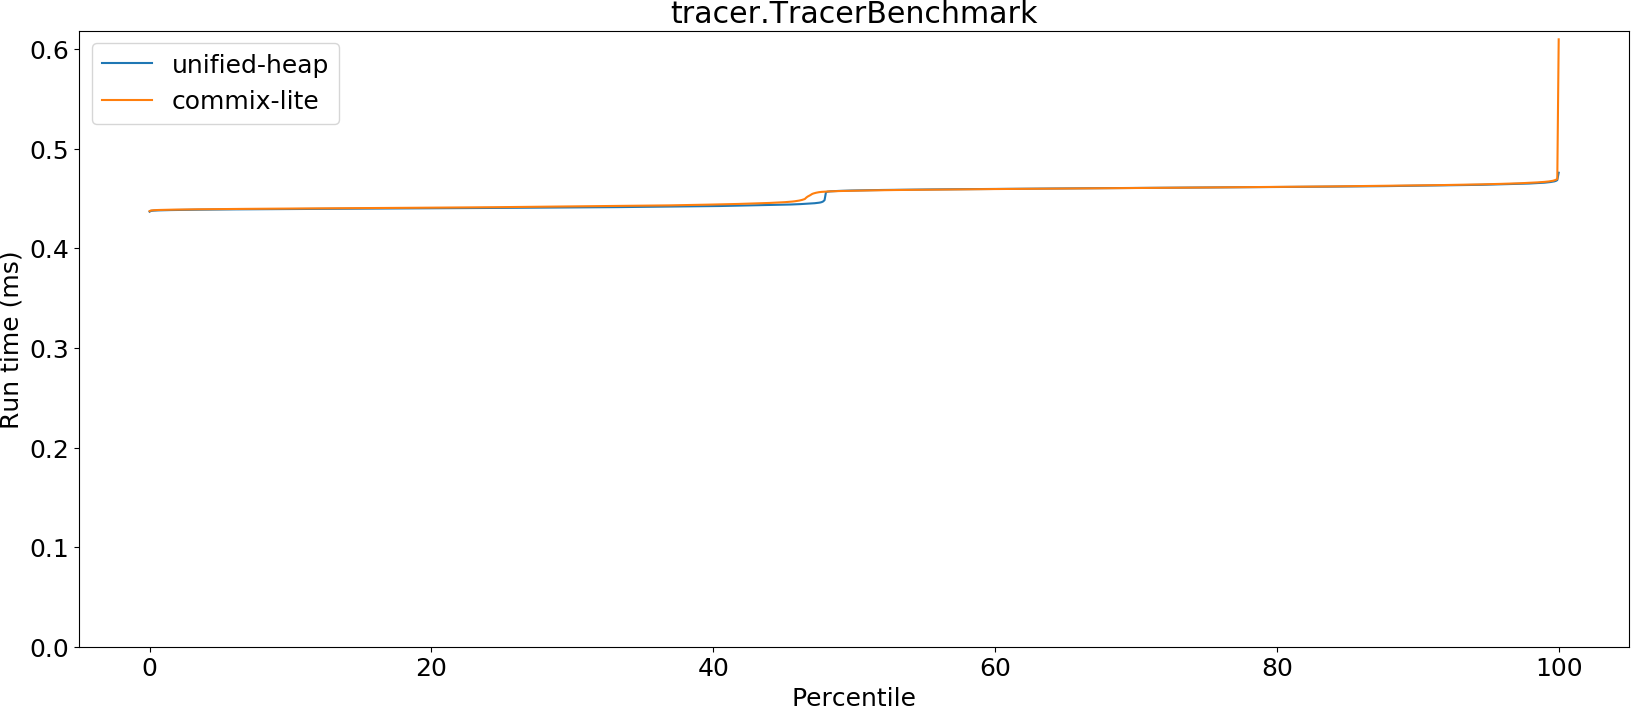 tracer.TracerBenchmark
unified-heap
commix-lite
0.6
0.5
0.4
0.3
0.2
0.1
0.0
Run time (ms)
0 20 40 60 80 100
Percentile